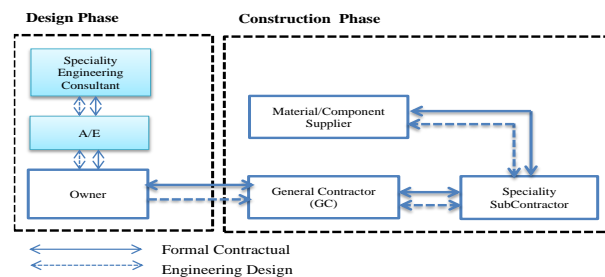 Design Phase
Construction Phase
Speciality
Engineering
Consultant
A/E
Owner
Material/Component
Supplier
General Contractor
(GC)
Speciality
SubContractor
Formal Contractual
Engineering Design